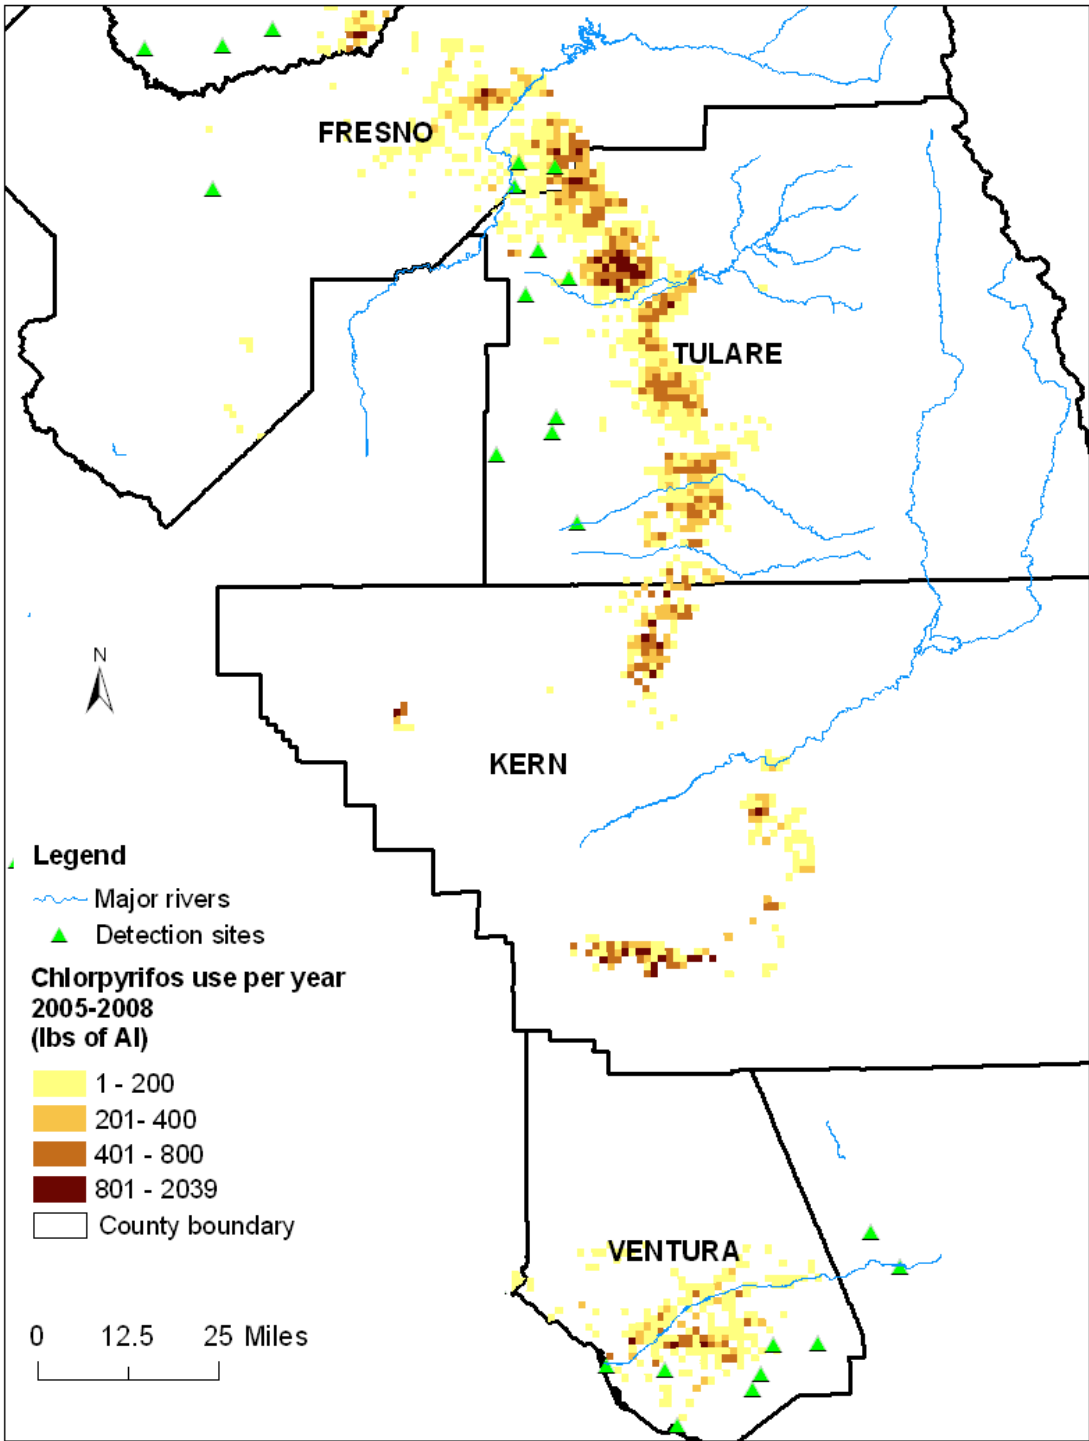 FRESNO
TULARE
N
KERN
Legend
Major rivers
Detection sites
Chlorpyrifos use per year
2005-2008
(lbs of AI)
1 - 200
201- 400
401 - 800
801 - 2039
County boundary
VENTURA
0 12.5 25 Miles